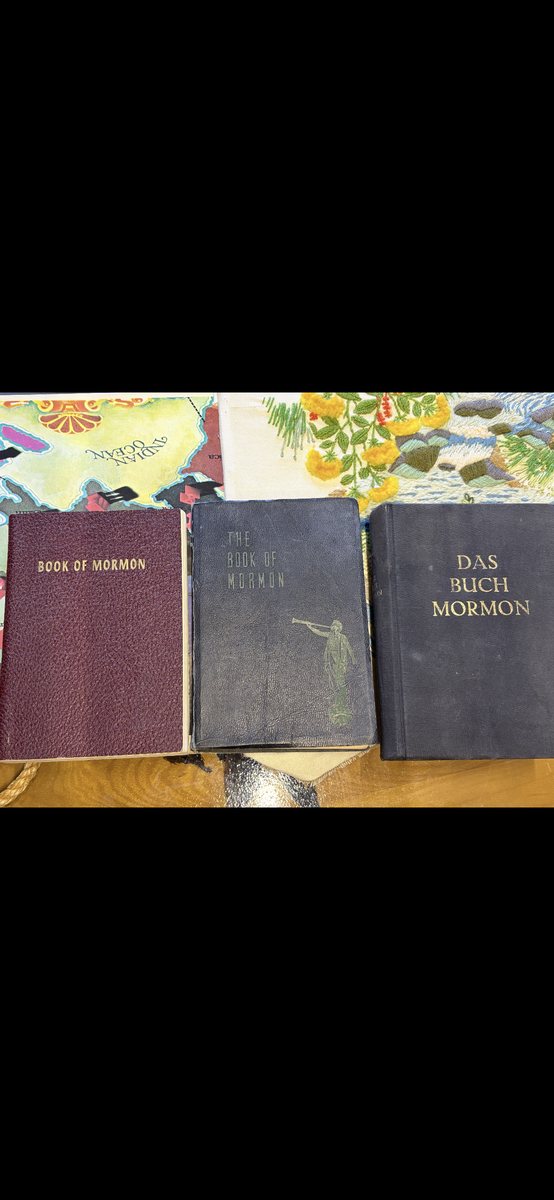 INDIAN
OCEAN
BOOK OF MORMON
THE
BOOK OF
MORMON
DAS
BUCH
MORMON